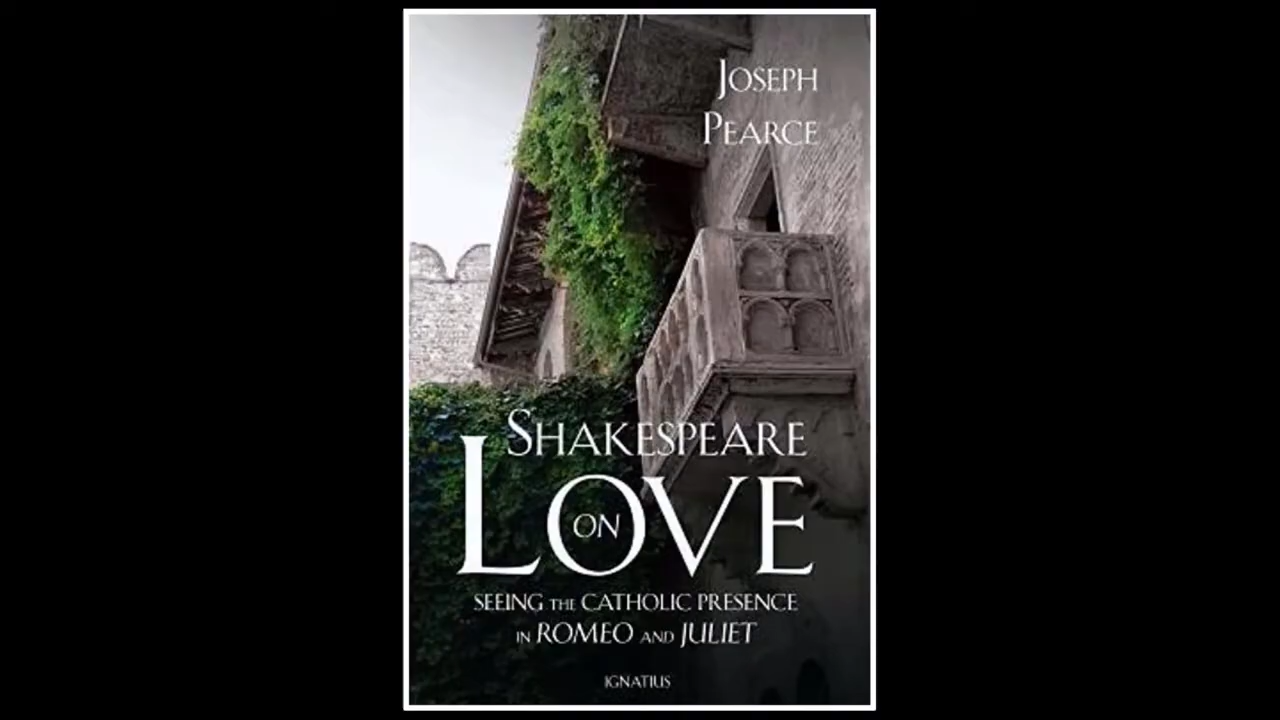 JOSEPH
PEARCE
SHAKESPEARE
ON
LOVE
SEEING THE CATHOLIC PRESENCE
IN ROMEO AND JULIET
IGNATIUS